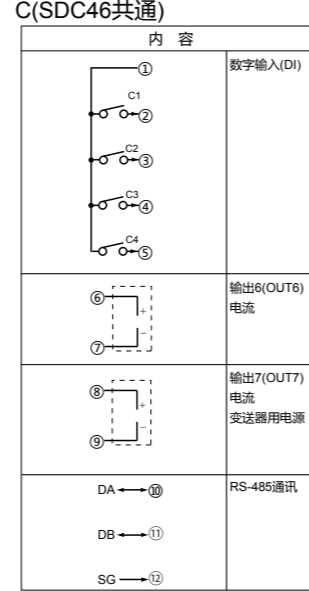 C(SDC46共通)
内 容
① 数字输入(DI)
C1
②
C2
③
C3
④
C4
⑤
⑥ 输出6(OUT6)
+ 电流
−
⑦
⑧ 输出7(OUT7)
+ 电流
− 变送器用电源
⑨
DA ⑩ RS-485通讯
DB ⑪
SG ⑫